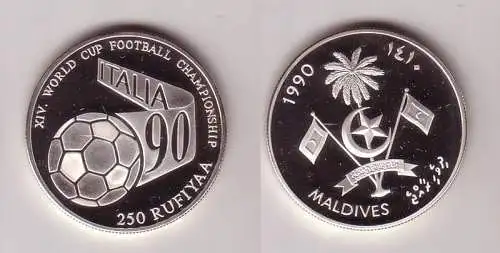 XIV. WORLD CUP FOOTBALL CHAMPIONSHIP
ITALIA
90
250 RUFIYAA
1990
١٤١٠
MALDIVES